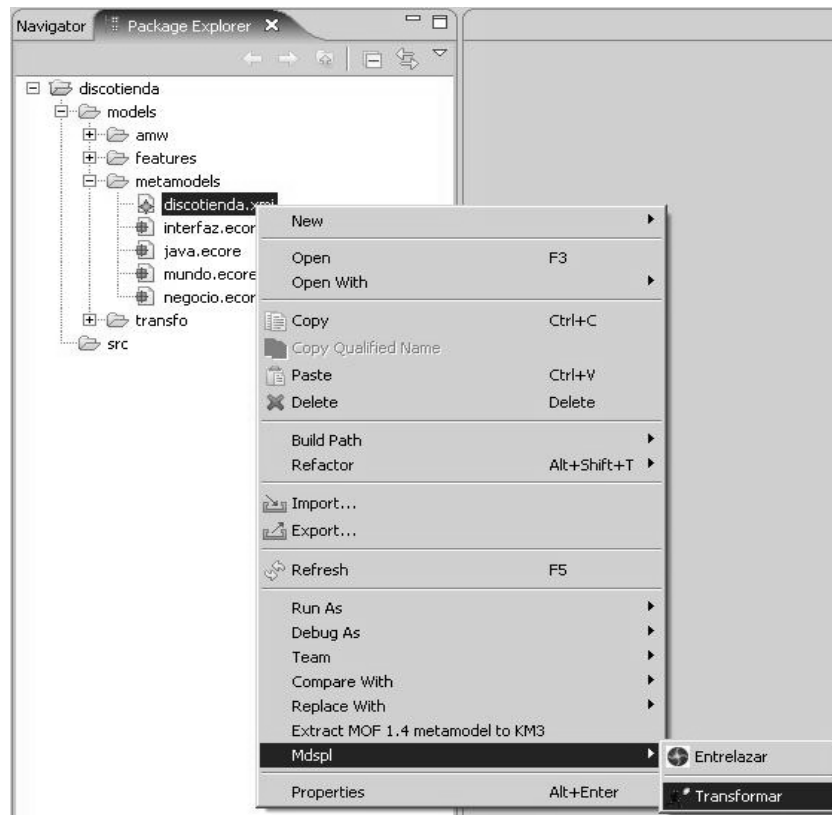 Navigator Package Explorer
discotienda
models
amw
features
metamodels
discotienda.xmi
interfaz.ecor
java.ecore
mundo.ecore
negocio.ecor
transfo
src
New
Open F3
Open With
Copy Ctrl+C
Copy Qualified Name
Paste Ctrl+V
Delete Delete
Build Path
Refactor Alt+Shift+T
Import...
Export...
Refresh F5
Run As
Debug As
Team
Compare With
Replace With
Extract MOF 1.4 metamodel to KM3
Mdspl
Entrelazar
Properties Alt+Enter
Transformar